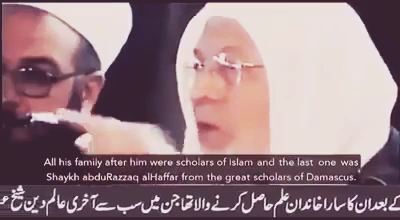 All his family after him were scholars of Islam and the last one was
Shaykh abduRazzaq alHaffar from the great scholars of Damascus.
کے بعد ان کا سارا خاندان علم حاصل کرنے والا تھا جن میں سب سے آخری عالم دین شیخ